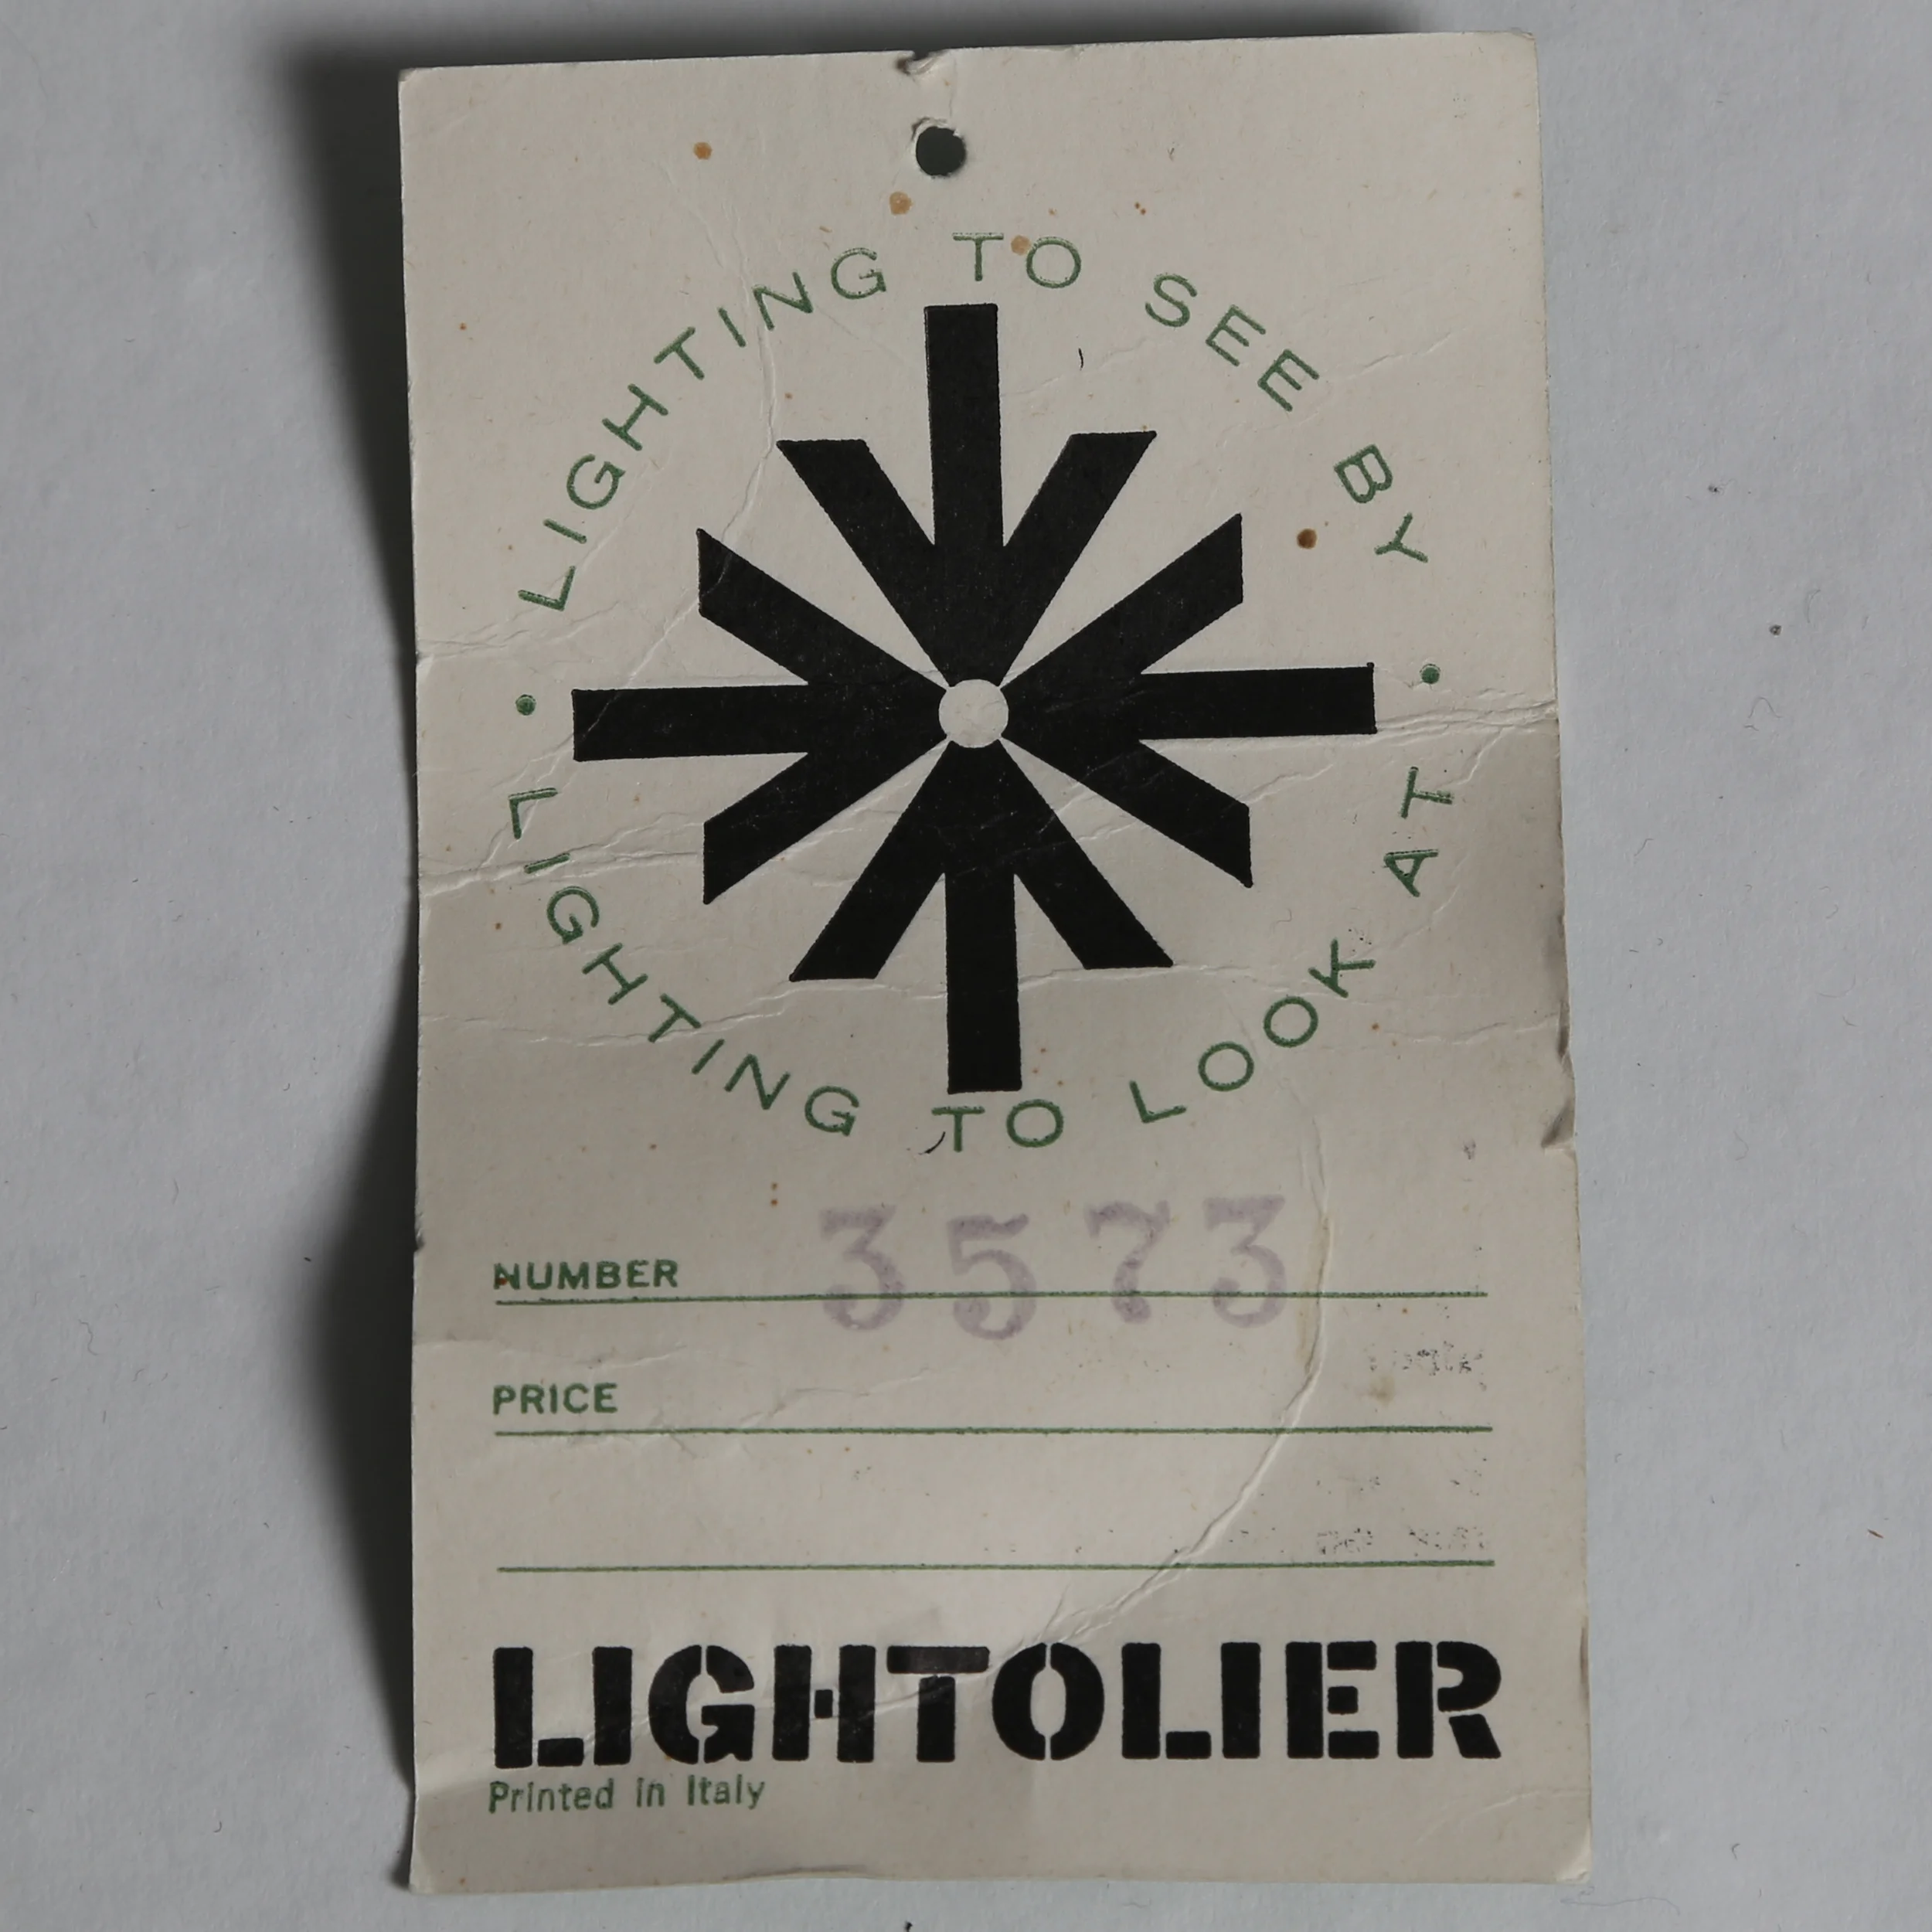 LIGHTING TO SEE BY
• LIGHTING TO LOOK AT •
NUMBER 3573
PRICE
LIGHTOLIER
Printed in Italy